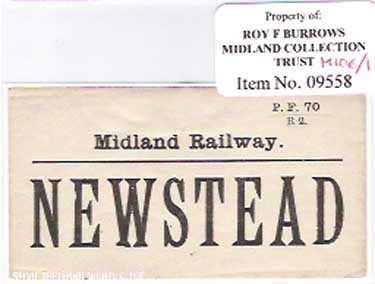 Property of:
ROY F BURROWS
MIDLAND COLLECTION
TRUST M106/1
Item No. 09558
P. F. 70
R 2.
Midland Railway.
NEWSTEAD